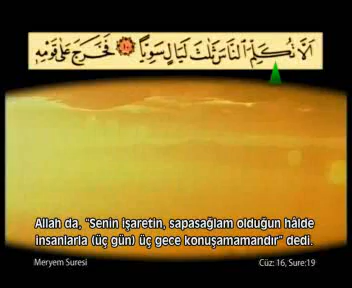 أَلَّا تُكَلِّمَ النَّاسَ ثَلَاثَ لَيَالٍ سَوِيًّا ١٠ فَخَرَجَ عَلَىٰ قَوْمِهِ
Allah da, "Senin işaretin, sapasağlam olduğun hâlde
insanlarla (üç gün) üç gece konuşamamandır" dedi.
Meryem Suresi
Cüz: 16, Sure:19